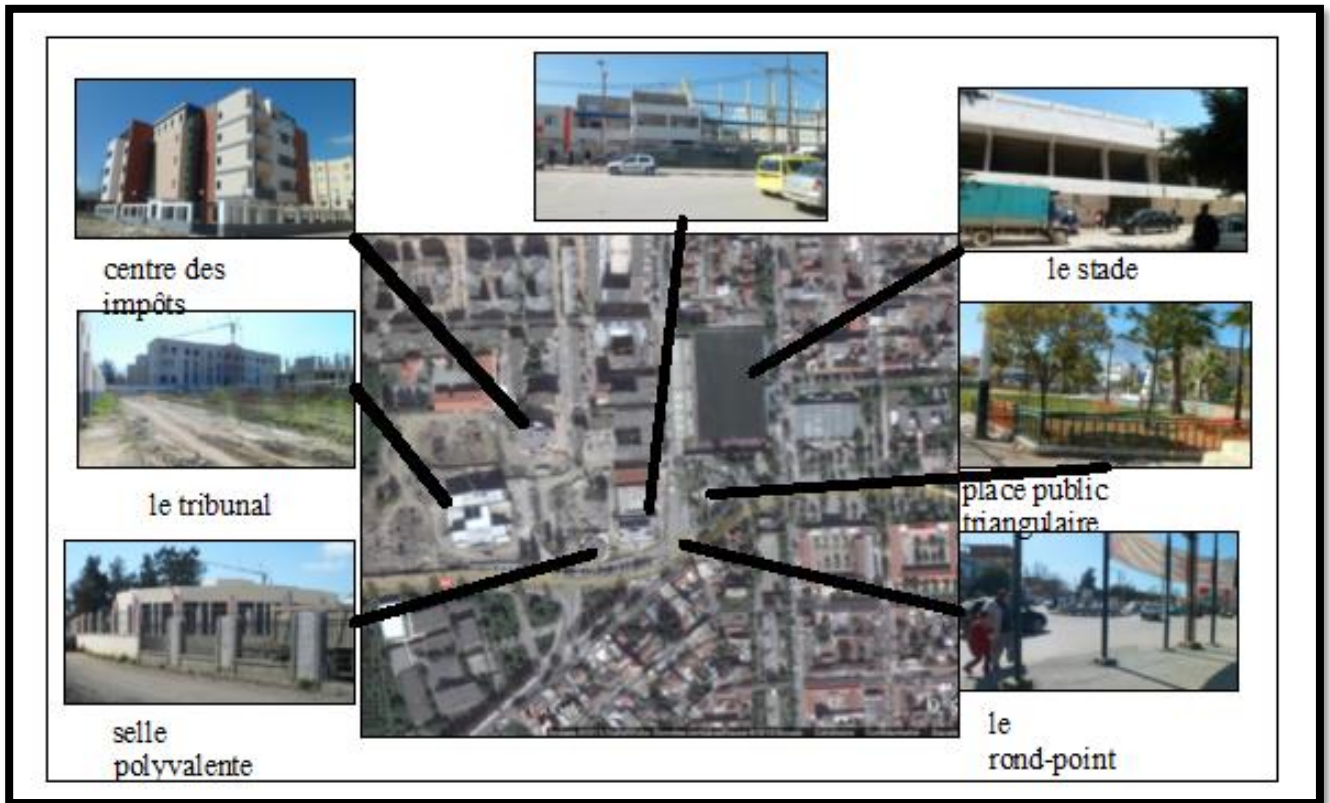 centre des
impôts
le stade
le tribunal
place public
triangulaire
selle
polyvalente
le
rond-point